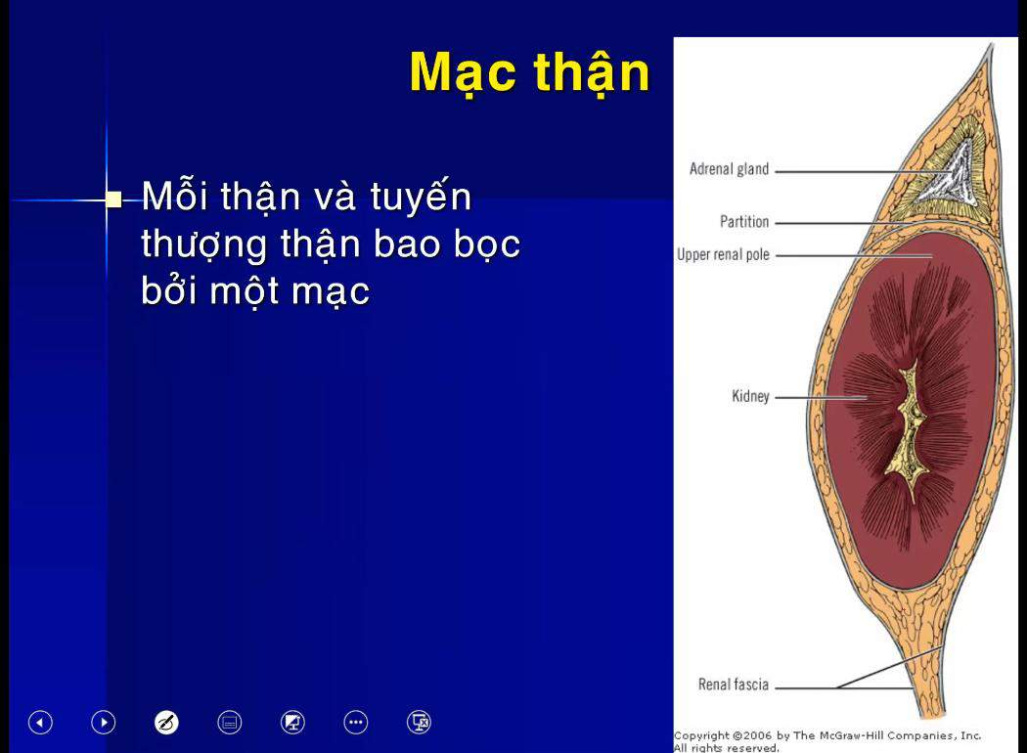 Mạc thận
Mỗi thận và tuyến
thượng thận bao bọc
bởi một mạc
Adrenal gland
Partition
Upper renal pole
Kidney
Renal fascia
Copyright ©2006 by The McGraw-Hill Companies, Inc.
All rights reserved.